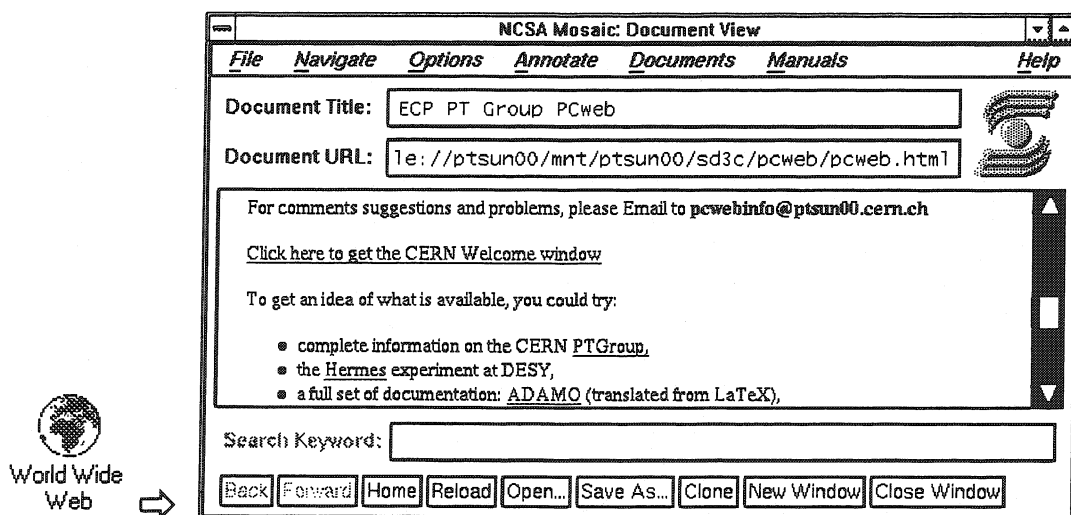 NCSA Mosaic: Document View
File Navigate Options Annotate Documents Manuals Help
Document Title: ECP PT Group PCweb
Document URL: le://ptsun00/mnt/ptsun00/sd3c/pcweb/pcweb.html
For comments suggestions and problems, please Email to pcwebinfo@ptsun00.cern.ch
Click here to get the CERN Welcome window
To get an idea of what is available, you could try:
complete information on the CERN PTGroup,
the Hermes experiment at DESY,
a full set of documentation: ADAMO (translated from LaTeX),
Search Keyword:
Back Forward Home Reload Open... Save As... Clone New Window Close Window
World Wide
Web